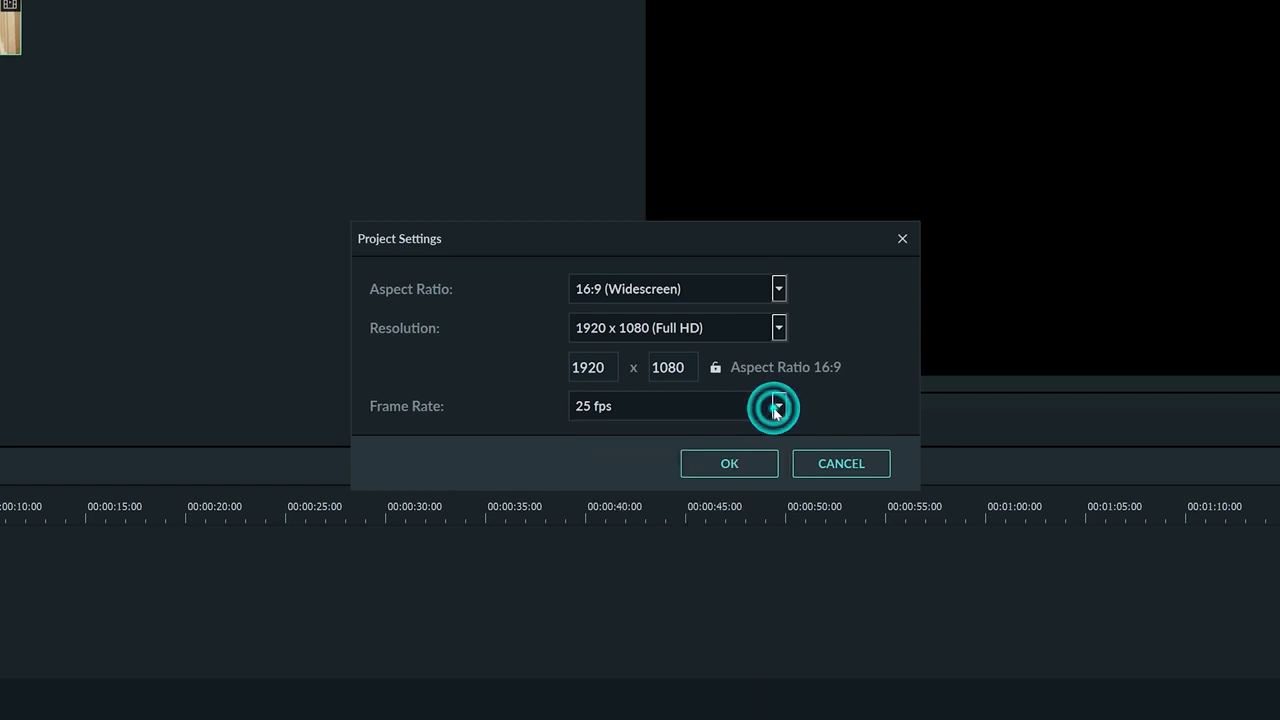 Project Settings
Aspect Ratio: 16:9 (Widescreen)
Resolution: 1920 x 1080 (Full HD)
1920 x 1080 Aspect Ratio 16:9
Frame Rate: 25 fps
OK CANCEL
:00:10:00 00:00:15:00 00:00:20:00 00:00:25:00 00:00:30:00 00:00:35:00 00:00:40:00 00:00:45:00 00:00:50:00 00:00:55:00 00:01:00:00 00:01:05:00 00:01:10:00